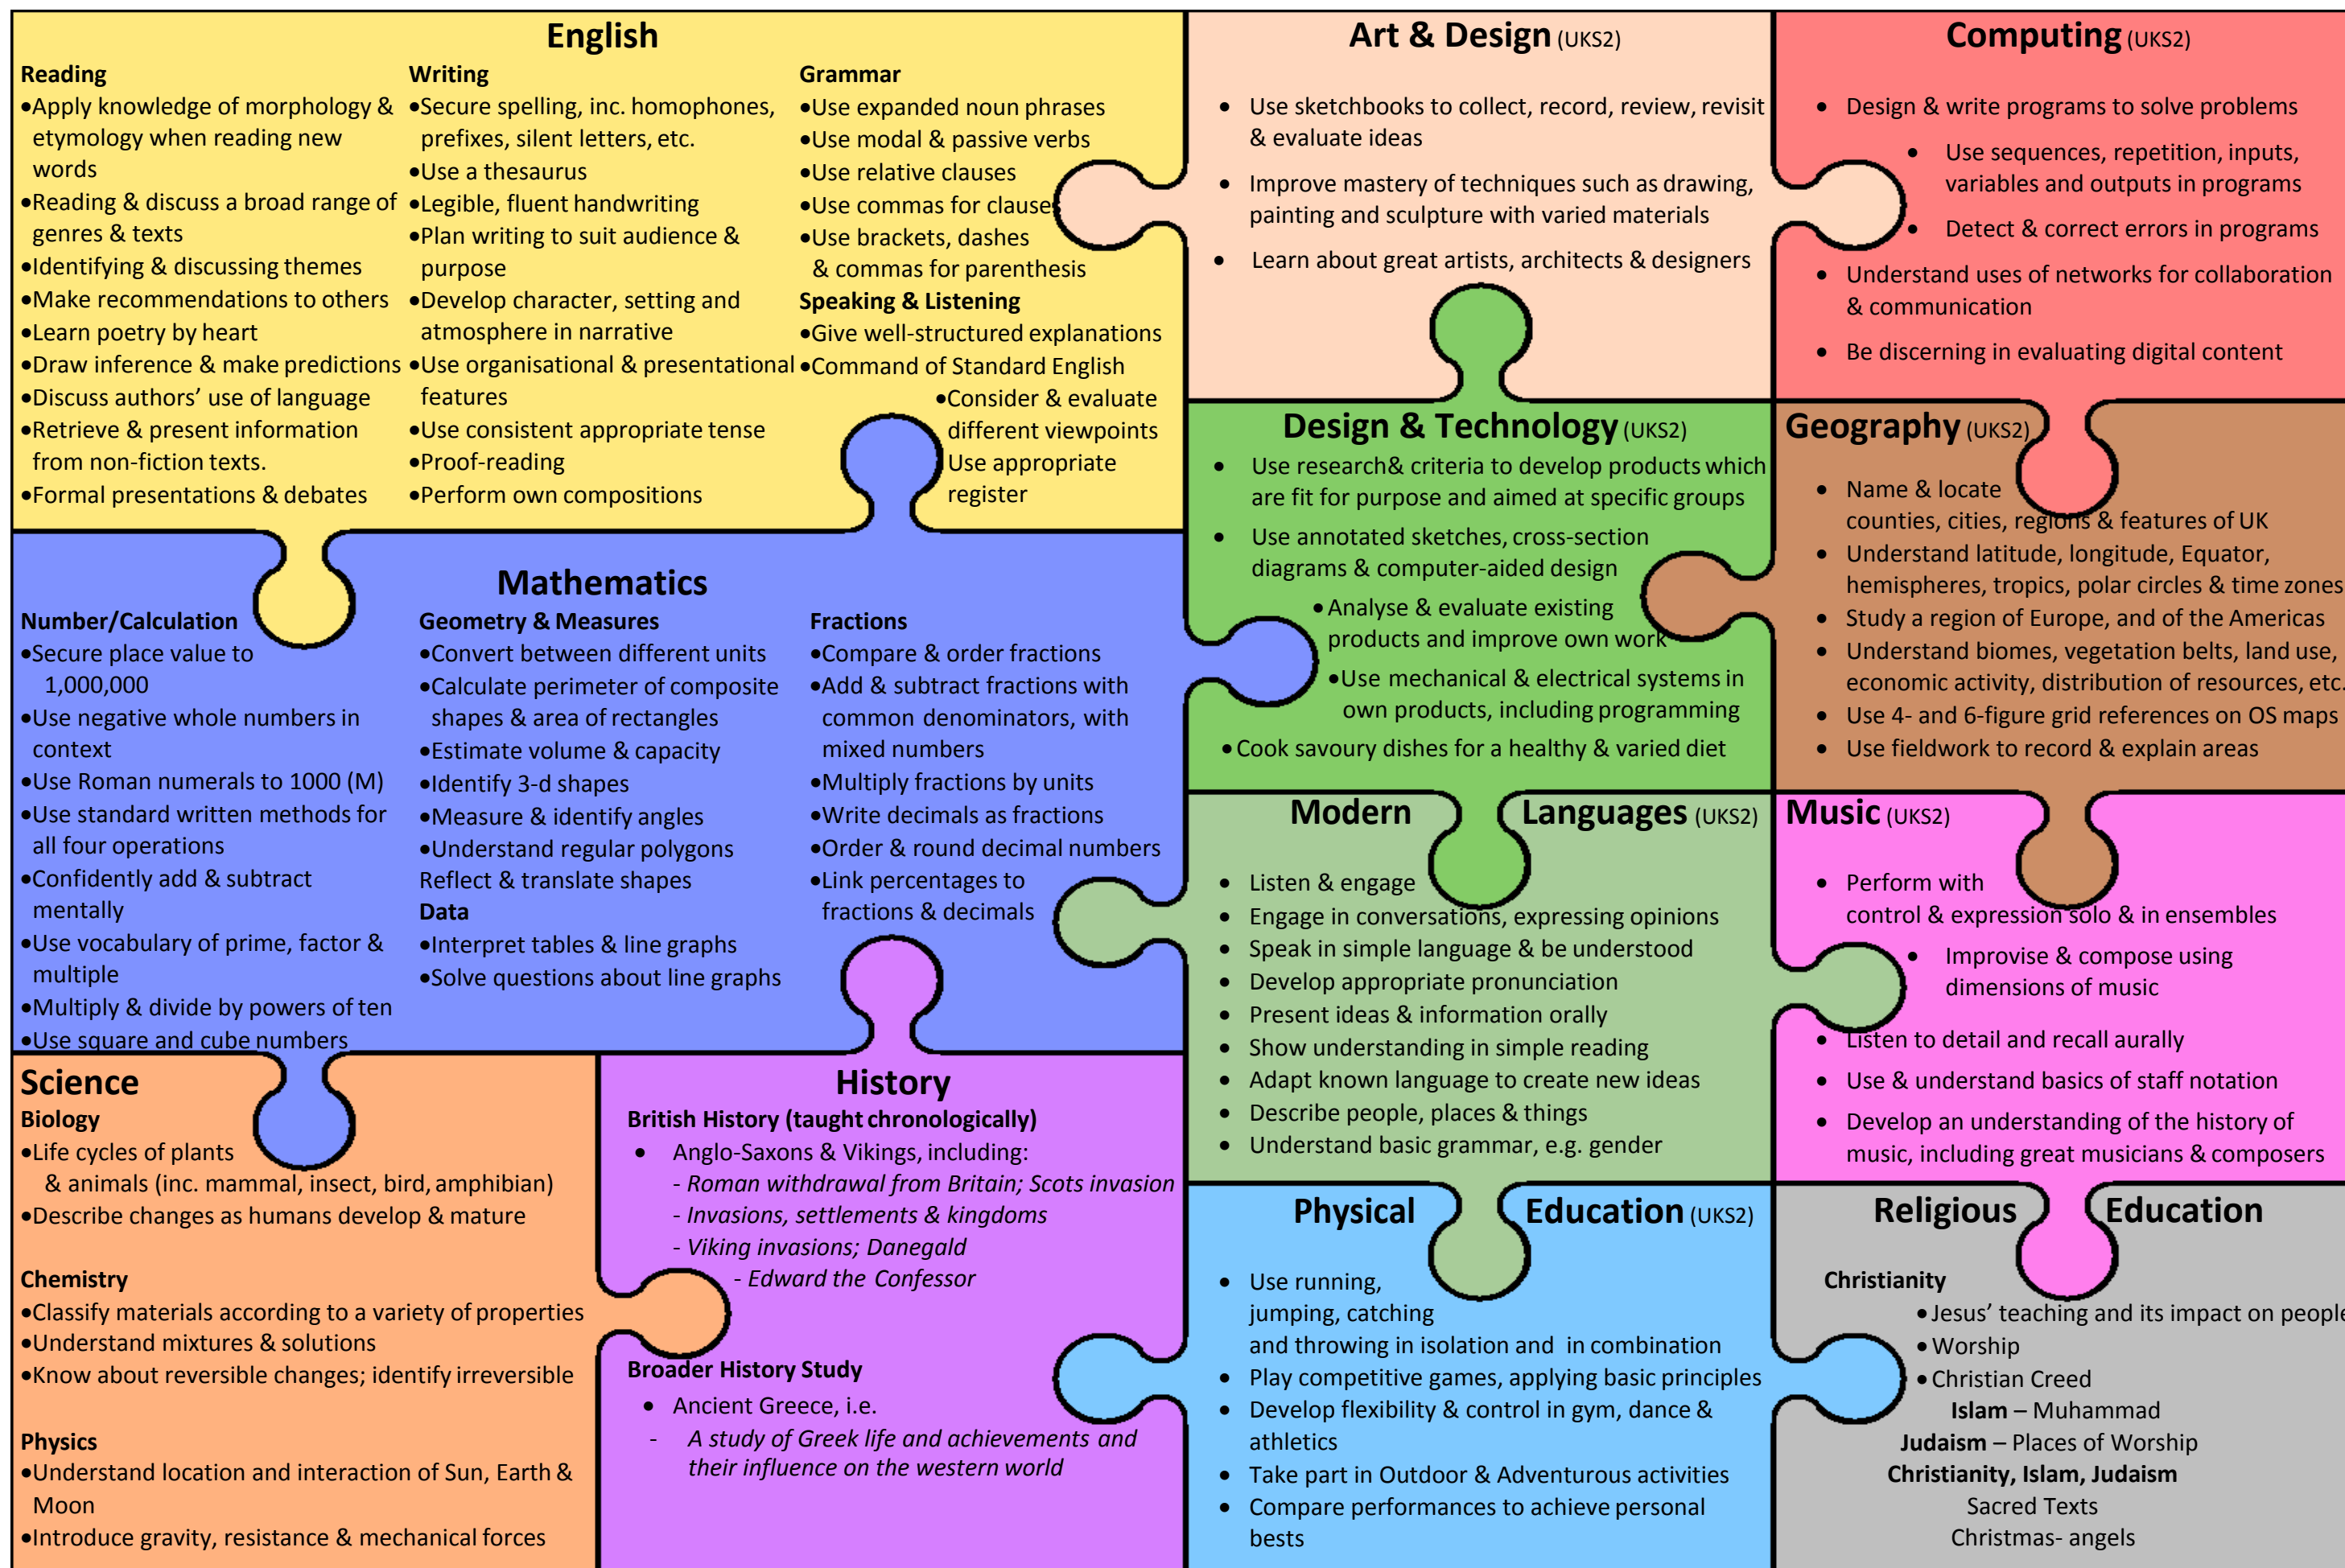 English
Reading
•Apply knowledge of morphology &
etymology when reading new
words
•Reading & discuss a broad range of
genres & texts
•Identifying & discussing themes
•Make recommendations to others
•Learn poetry by heart
•Draw inference & make predictions
•Discuss authors’ use of language
•Retrieve & present information
from non-fiction texts.
•Formal presentations & debates
Writing
•Secure spelling, inc. homophones,
prefixes, silent letters, etc.
•Use a thesaurus
•Legible, fluent handwriting
•Plan writing to suit audience &
purpose
•Develop character, setting and
atmosphere in narrative
•Use organisational & presentational
features
•Use consistent appropriate tense
•Proof-reading
•Perform own compositions
Grammar
•Use expanded noun phrases
•Use modal & passive verbs
•Use relative clauses
•Use commas for clause
•Use brackets, dashes
& commas for parenthesis
Speaking & Listening
•Give well-structured explanations
•Command of Standard English
•Consider & evaluate
different viewpoints
Use appropriate
register
Art & Design (UKS2)
• Use sketchbooks to collect, record, review, revisit
& evaluate ideas
• Improve mastery of techniques such as drawing,
painting and sculpture with varied materials
• Learn about great artists, architects & designers
Computing (UKS2)
• Design & write programs to solve problems
• Use sequences, repetition, inputs,
variables and outputs in programs
• Detect & correct errors in programs
• Understand uses of networks for collaboration
& communication
• Be discerning in evaluating digital content
Mathematics
Number/Calculation
•Secure place value to
1,000,000
•Use negative whole numbers in
context
•Use Roman numerals to 1000 (M)
•Use standard written methods for
all four operations
•Confidently add & subtract
mentally
•Use vocabulary of prime, factor &
multiple
•Multiply & divide by powers of ten
•Use square and cube numbers
Geometry & Measures
•Convert between different units
•Calculate perimeter of composite
shapes & area of rectangles
•Estimate volume & capacity
•Identify 3-d shapes
•Measure & identify angles
•Understand regular polygons
Reflect & translate shapes
Data
•Interpret tables & line graphs
•Solve questions about line graphs
Fractions
•Compare & order fractions
•Add & subtract fractions with
common denominators, with
mixed numbers
•Multiply fractions by units
•Write decimals as fractions
•Order & round decimal numbers
•Link percentages to
fractions & decimals
Design & Technology (UKS2)
• Use research& criteria to develop products which
are fit for purpose and aimed at specific groups
• Use annotated sketches, cross-section
diagrams & computer-aided design
•Analyse & evaluate existing
products and improve own work
•Use mechanical & electrical systems in
own products, including programming
•Cook savoury dishes for a healthy & varied diet
Geography (UKS2)
• Name & locate
counties, cities, regions & features of UK
• Understand latitude, longitude, Equator,
hemispheres, tropics, polar circles & time zones
• Study a region of Europe, and of the Americas
• Understand biomes, vegetation belts, land use,
economic activity, distribution of resources, etc.
• Use 4- and 6-figure grid references on OS maps
• Use fieldwork to record & explain areas
Modern Languages (UKS2)
• Listen & engage
• Engage in conversations, expressing opinions
• Speak in simple language & be understood
• Develop appropriate pronunciation
• Present ideas & information orally
• Show understanding in simple reading
• Adapt known language to create new ideas
• Describe people, places & things
• Understand basic grammar, e.g. gender
Music (UKS2)
• Perform with
control & expression solo & in ensembles
• Improvise & compose using
dimensions of music
• Listen to detail and recall aurally
• Use & understand basics of staff notation
• Develop an understanding of the history of
music, including great musicians & composers
Science
Biology
•Life cycles of plants
& animals (inc. mammal, insect, bird, amphibian)
•Describe changes as humans develop & mature
Chemistry
•Classify materials according to a variety of properties
•Understand mixtures & solutions
•Know about reversible changes; identify irreversible
Physics
•Understand location and interaction of Sun, Earth &
Moon
•Introduce gravity, resistance & mechanical forces
History
British History (taught chronologically)
• Anglo-Saxons & Vikings, including:
- Roman withdrawal from Britain; Scots invasion
- Invasions, settlements & kingdoms
- Viking invasions; Danegald
- Edward the Confessor
Broader History Study
• Ancient Greece, i.e.
- A study of Greek life and achievements and
their influence on the western world
Physical Education (UKS2)
• Use running,
jumping, catching
and throwing in isolation and in combination
• Play competitive games, applying basic principles
• Develop flexibility & control in gym, dance &
athletics
• Take part in Outdoor & Adventurous activities
• Compare performances to achieve personal
bests
Religious Education
Christianity
•Jesus’ teaching and its impact on people
•Worship
•Christian Creed
Islam – Muhammad
Judaism – Places of Worship
Christianity, Islam, Judaism
Sacred Texts
Christmas- angels